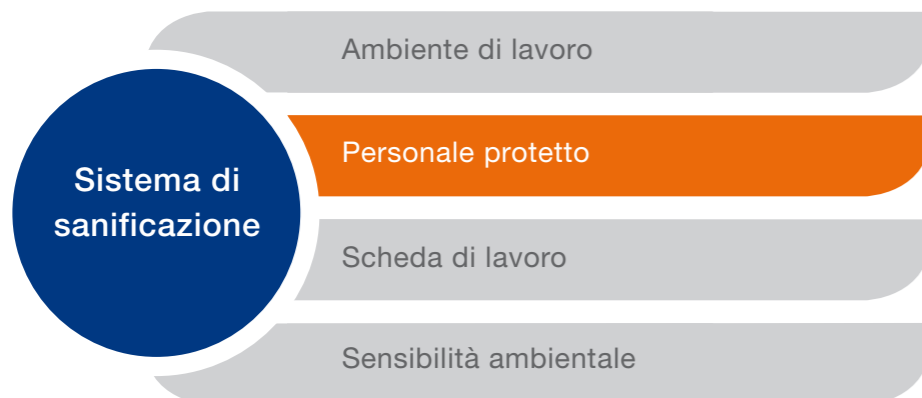 Ambiente di lavoro
Personale protetto
Sistema di
sanificazione
Scheda di lavoro
Sensibilità ambientale